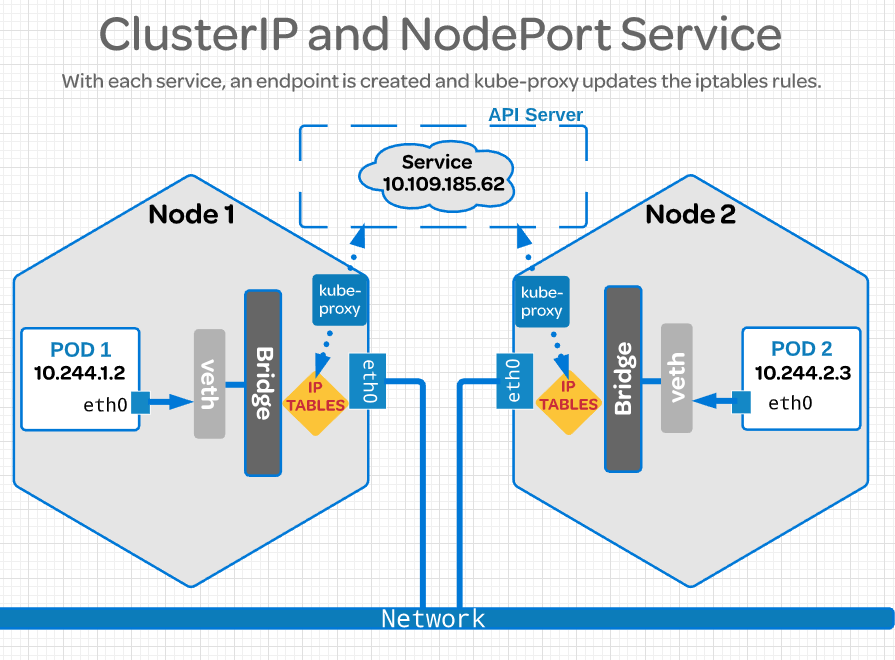 ClusterIP and NodePort Service
With each service, an endpoint is created and kube-proxy updates the iptables rules.
API Server
Service
10.109.185.62
Node 1
kube-
proxy
POD 1
10.244.1.2
eth0
veth
Bridge
IP
TABLES
eth0
Node 2
kube-
proxy
eth0
IP
TABLES
Bridge
veth
POD 2
10.244.2.3
eth0
Network